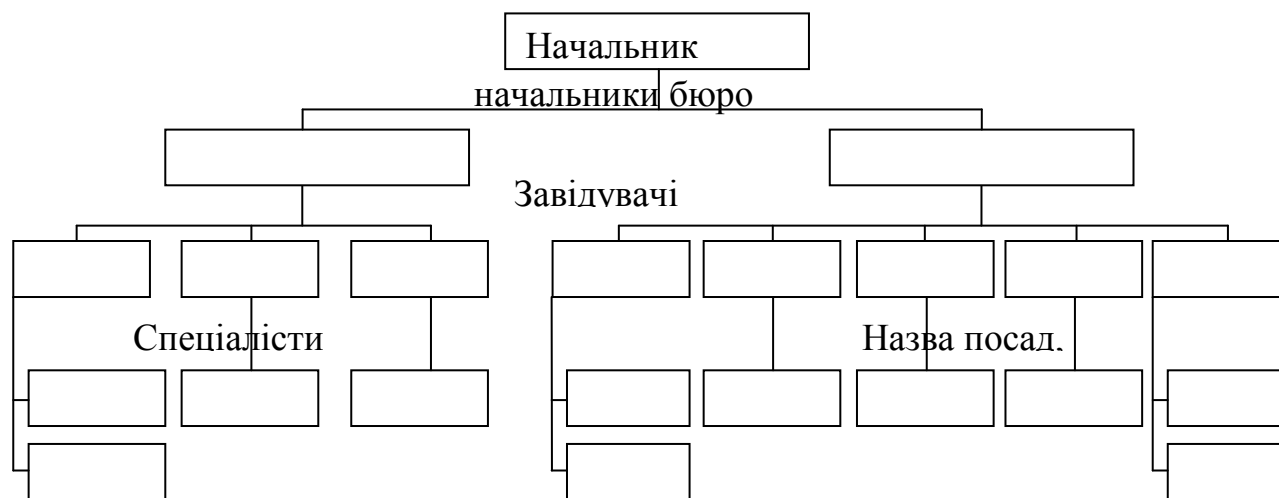 Начальник
начальники бюро
Завідувачі
Спеціалісти
Назва посад,